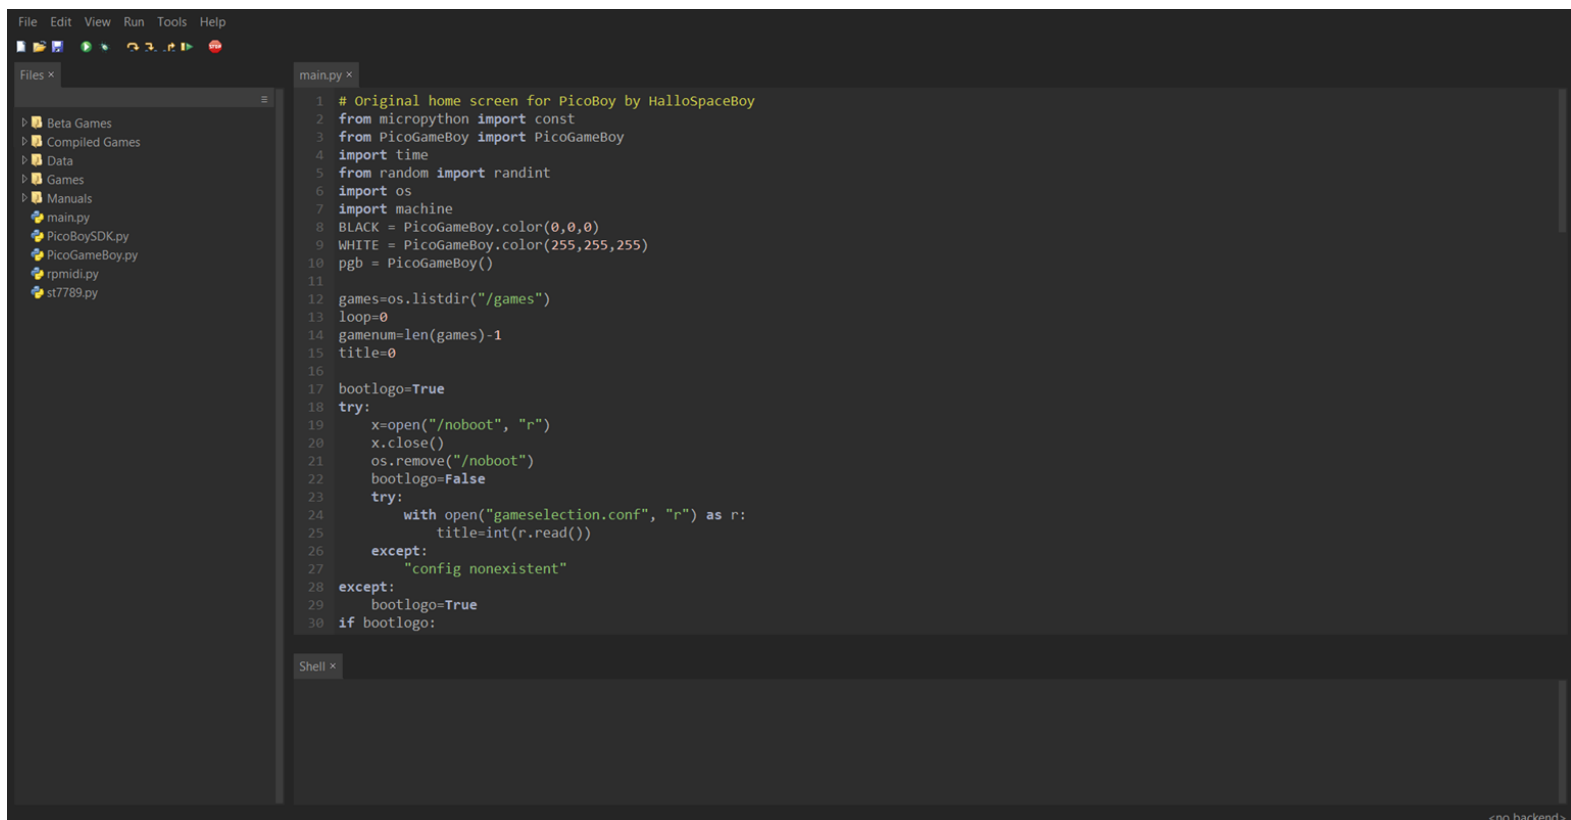 File Edit View Run Tools Help
STOP
Files ×
Beta Games
Compiled Games
Data
Games
Manuals
main.py
PicoBoySDK.py
PicoGameBoy.py
rpmidi.py
st7789.py
main.py ×
1 # Original home screen for PicoBoy by HalloSpaceBoy
2 from micropython import const
3 from PicoGameBoy import PicoGameBoy
4 import time
5 from random import randint
6 import os
7 import machine
8 BLACK = PicoGameBoy.color(0,0,0)
9 WHITE = PicoGameBoy.color(255,255,255)
10 pgb = PicoGameBoy()
11
12 games=os.listdir("/games")
13 loop=0
14 gamenum=len(games)-1
15 title=0
16
17 bootlogo=True
18 try:
19     x=open("/noboot", "r")
20     x.close()
21     os.remove("/noboot")
22     bootlogo=False
23     try:
24         with open("gameselection.conf", "r") as r:
25             title=int(r.read())
26     except:
27         "config nonexistent"
28 except:
29     bootlogo=True
30 if bootlogo:
Shell ×
<no backend>